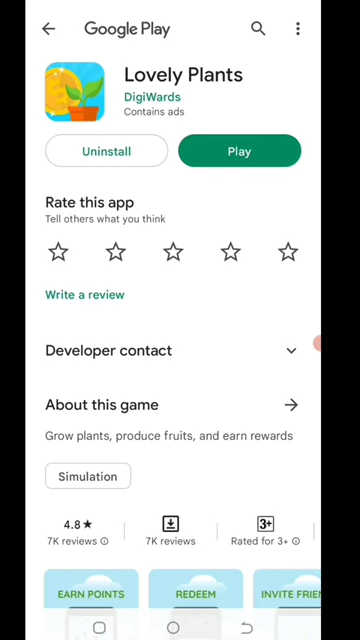 Google Play
Lovely Plants
DigiWards
Contains ads
Uninstall
Play
Rate this app
Tell others what you think
Write a review
Developer contact
About this game
Grow plants, produce fruits, and earn rewards
Simulation
4.8★
7K reviews
7K reviews
3+
Rated for 3+
EARN POINTS
REDEEM
INVITE FRIEN